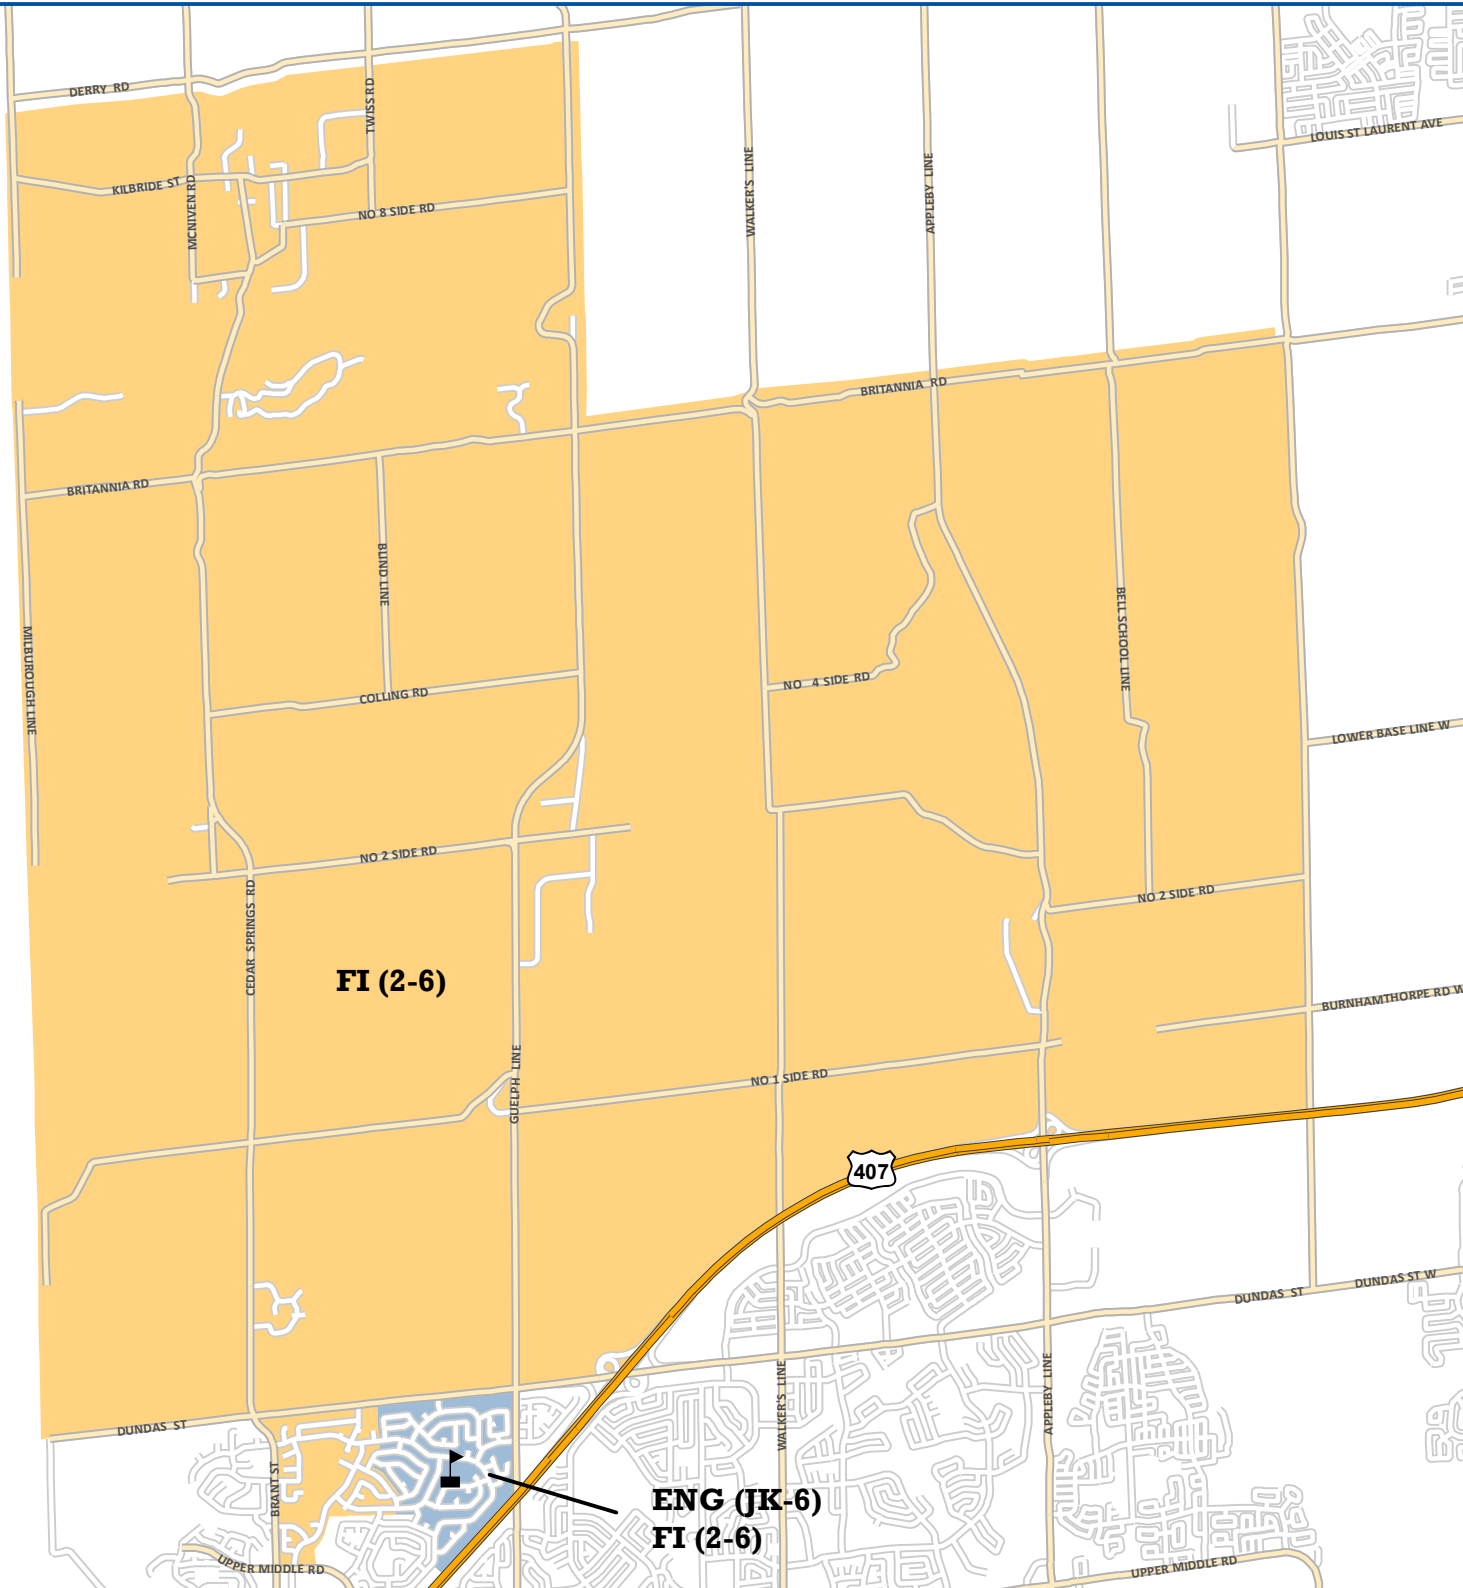 DERRY RD
TWISS RD
LOUIS ST LAURENT AVE
KILBRIDE ST
MCNIVEN RD
WALKER'S LINE
APPLEBY LINE
NO 8 SIDE RD
BRITANNIA RD
BRITANNIA RD
BLIND LINE
BELL SCHOOL LINE
MILBOROUGH LINE
NO 4 SIDE RD
COLLING RD
LOWER BASE LINE W
NO 2 SIDE RD
NO 2 SIDE RD
CEDAR SPRINGS RD
FI (2-6)
BURNHAMTHORPE RD W
GUELPH LINE
NO 1 SIDE RD
407
DUNDAS ST W
DUNDAS ST
DUNDAS ST
WALKER'S LINE
APPLEBY LINE
BRANT ST
ENG (JK-6)
FI (2-6)
UPPER MIDDLE RD
UPPER MIDDLE RD